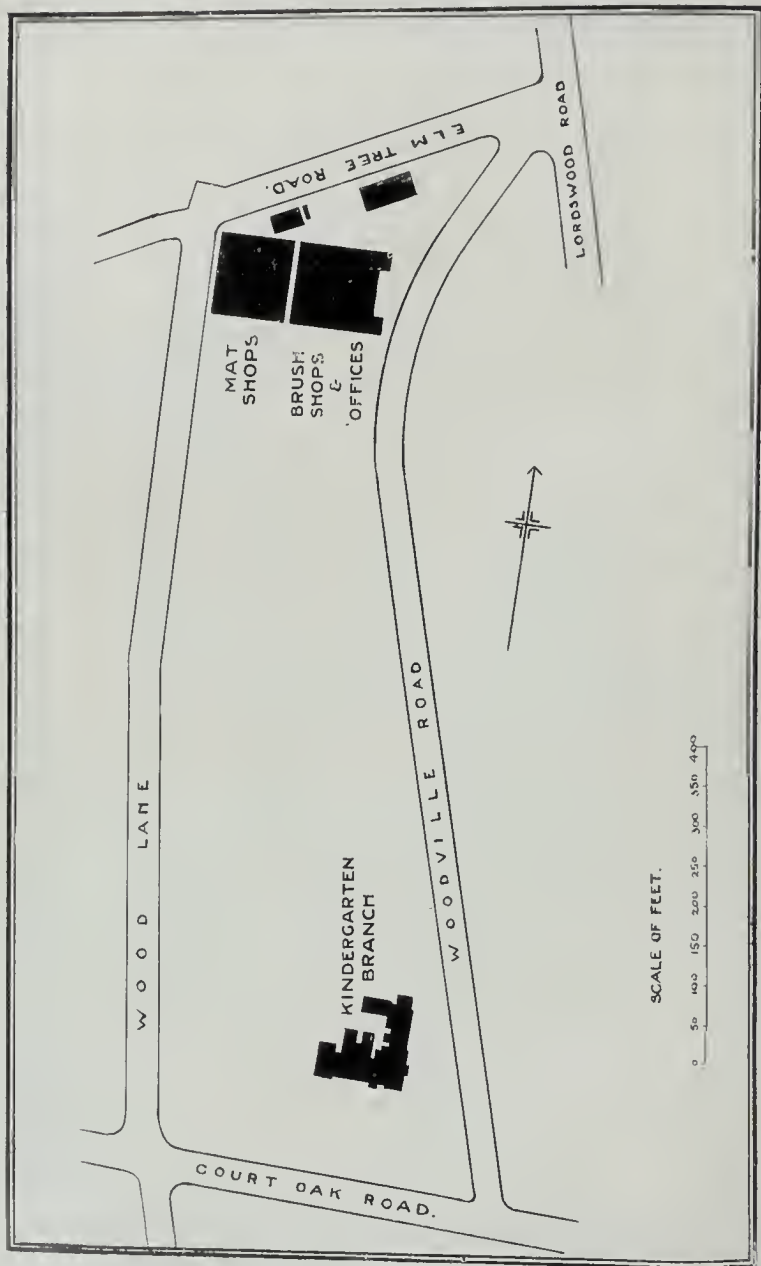 WOOD LANE
ELM TREE ROAD.
LORDSWOOD ROAD
MAT
SHOPS
BRUSH
SHOPS
&
OFFICES
WOODVILLE ROAD
KINDERGARTEN
BRANCH
COURT OAK ROAD.
SCALE OF FEET.
0 50 100 150 200 250 300 350 400